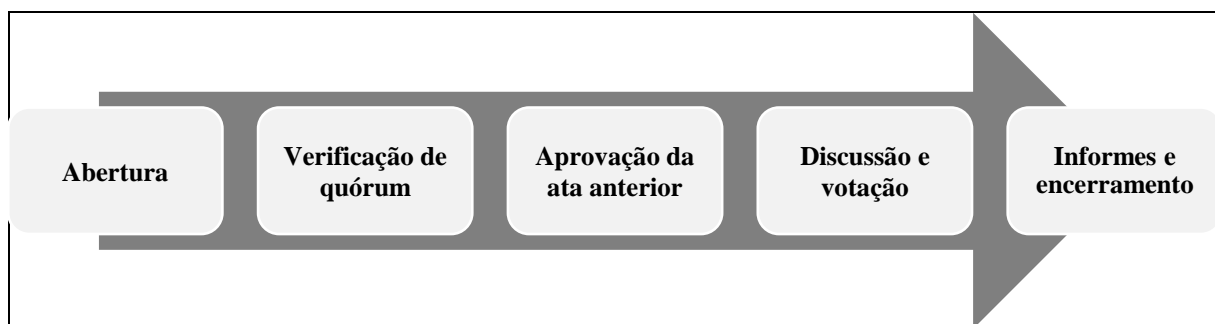 Abertura
Verificação de
quórum
Aprovação da
ata anterior
Discussão e
votação
Informes e
encerramento